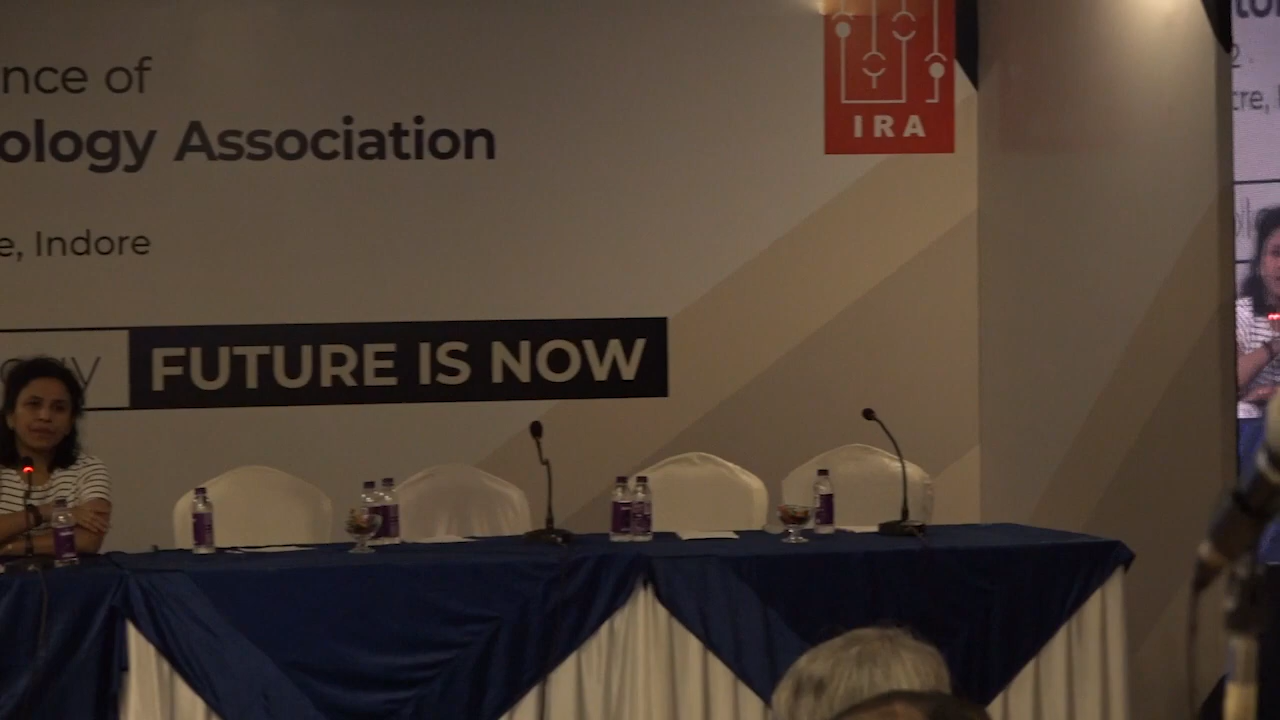 nce of
ology Association
e, Indore
FUTURE IS NOW
IRA